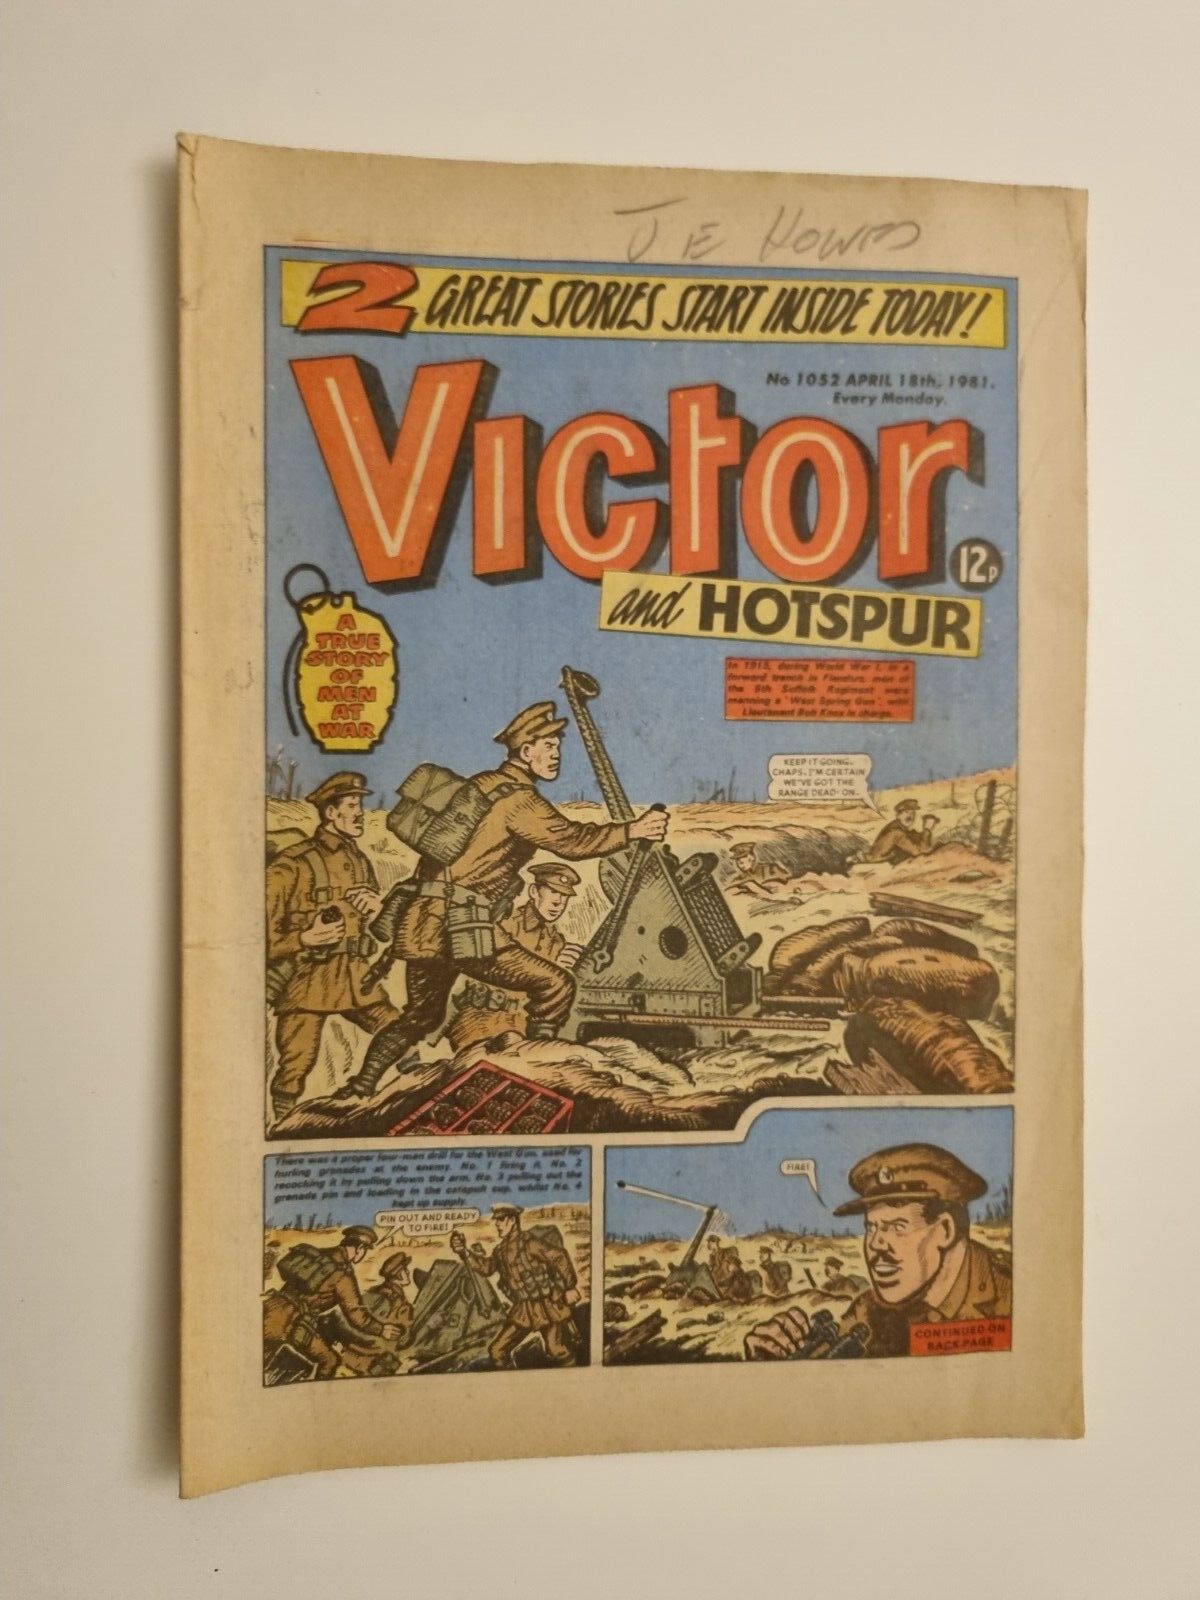 J E HOWES
2 GREAT STORIES START INSIDE TODAY!
No 1052 APRIL 18th, 1981.
Every Monday.
Victor
12p
and HOTSPUR
A
TRUE
STORY
OF
MEN
AT
WAR
In 1915, during World War I, in a
forward trench in Flanders, men of
the 5th Suffolk Regiment were
manning a 'West Spring Gun', with
Lieutenant Bob Knox in charge.
KEEP IT GOING,
CHAPS. I'M CERTAIN
WE'VE GOT THE
RANGE DEAD-ON.
There was a proper four-man drill for the West Gun, used for
hurling grenades at the enemy. No. 1 firing it, No. 2
recocking it by pulling down the arm, No. 3 pulling out the
grenade pin and loading in the catapult cup, whilst No. 4
kept up supply.
PIN OUT AND READY
TO FIRE!
FIRE!
CONTINUED ON
BACK PAGE